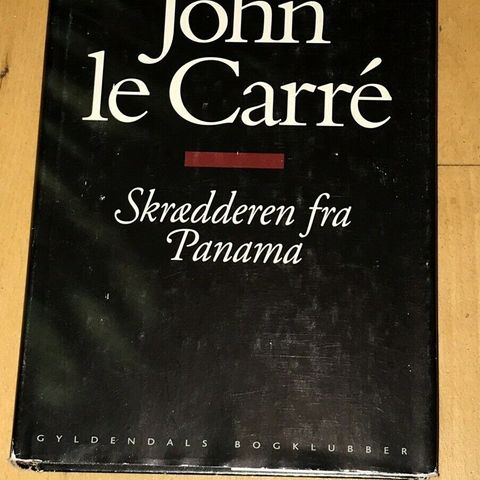 John
le Carré
Skrædderen fra
Panama
GYLDENDALS BOGKLUBBER